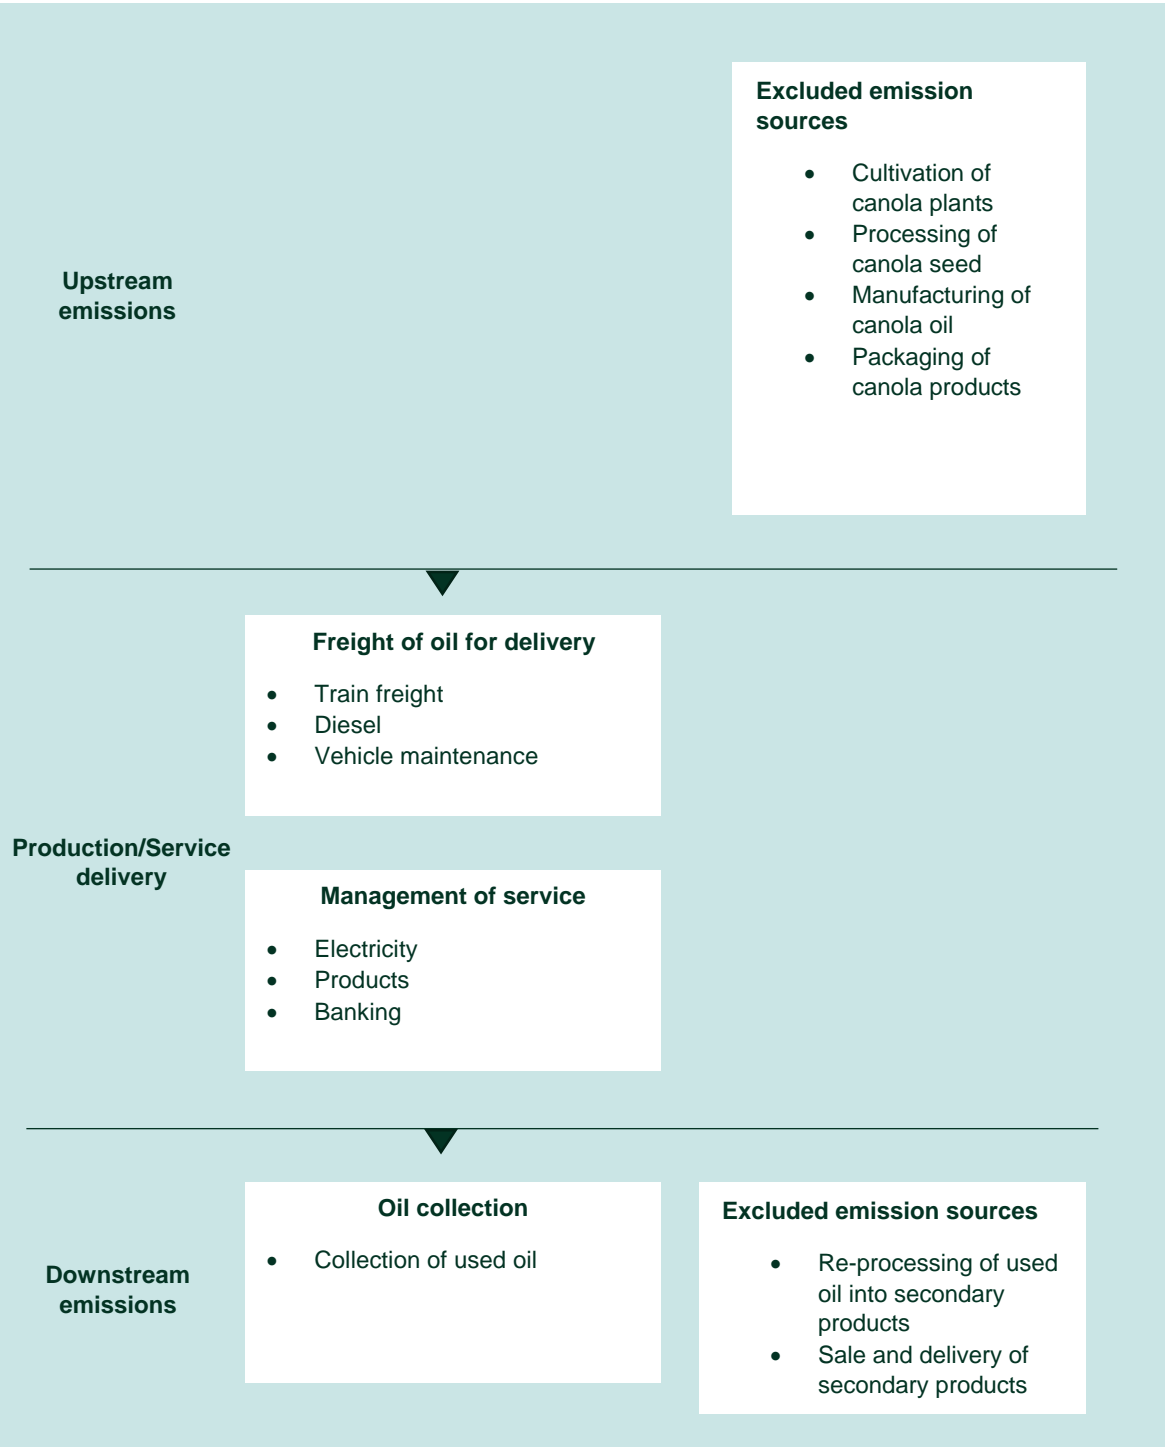 Upstream
emissions
Excluded emission
sources
• Cultivation of
canola plants
• Processing of
canola seed
• Manufacturing of
canola oil
• Packaging of
canola products
Production/Service
delivery
Freight of oil for delivery
• Train freight
• Diesel
• Vehicle maintenance
Management of service
• Electricity
• Products
• Banking
Downstream
emissions
Oil collection
• Collection of used oil
Excluded emission sources
• Re-processing of used
oil into secondary
products
• Sale and delivery of
secondary products